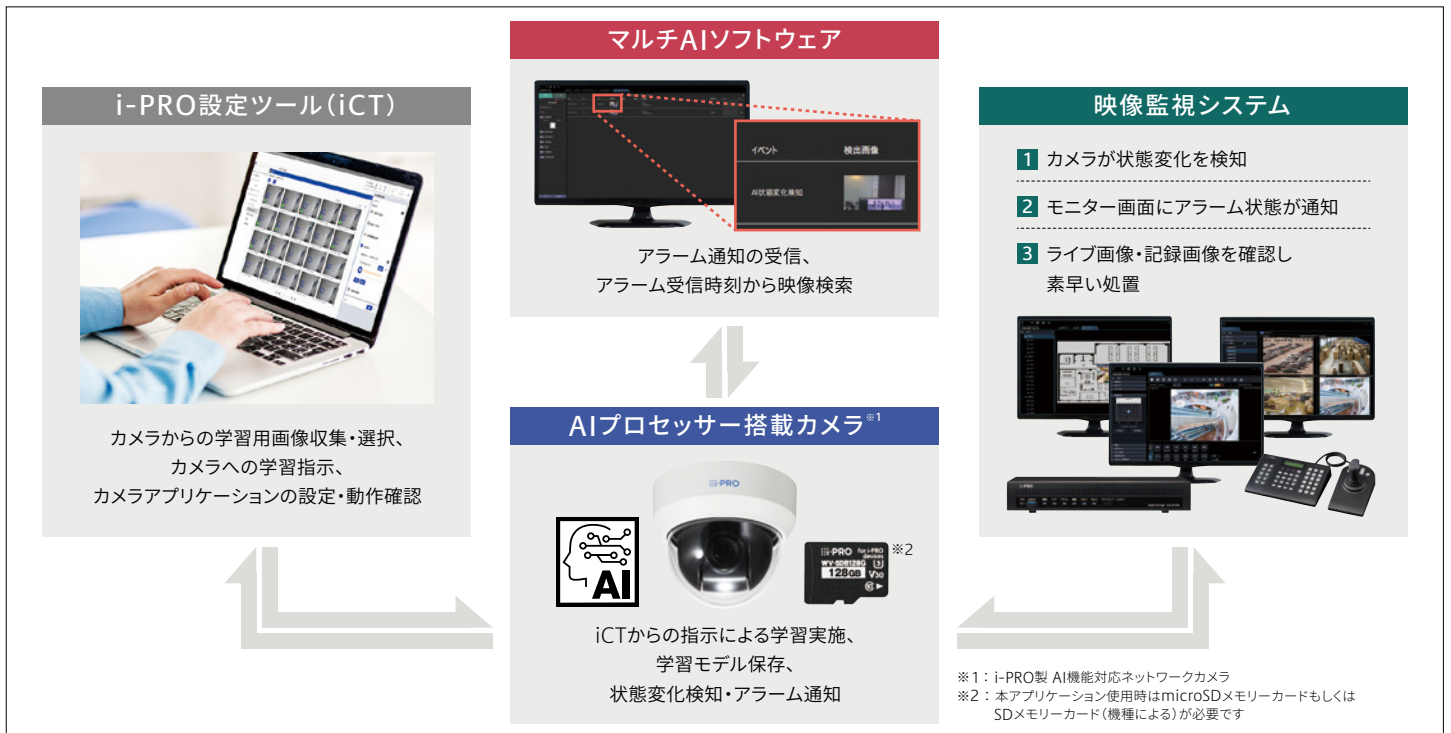 i-PRO設定ツール(iCT)
カメラからの学習用画像収集・選択、
カメラへの学習指示、
カメラアプリケーションの設定・動作確認
マルチAIソフトウェア
イベント 検出画像
AI状態変化検知
アラーム通知の受信、
アラーム受信時刻から映像検索
AIプロセッサー搭載カメラ※1
i-PRO
AI
i-PRO for i-PRO devices
WV-SDB128G
128GB V30
※2
iCTからの指示による学習実施、
学習モデル保存、
状態変化検知・アラーム通知
映像監視システム
1 カメラが状態変化を検知
2 モニター画面にアラーム状態が通知
3 ライブ画像・記録画像を確認し
素早い処置
i-PRO
※1： i-PRO製 AI機能対応ネットワークカメラ
※2： 本アプリケーション使用時はmicroSDメモリーカードもしくは
SDメモリーカード(機種による)が必要です